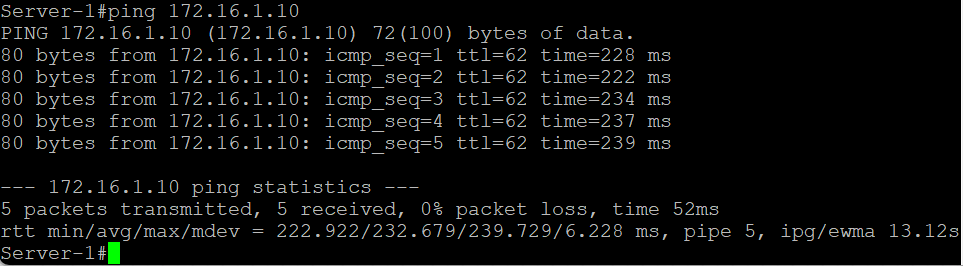 Server-1#ping 172.16.1.10
PING 172.16.1.10 (172.16.1.10) 72(100) bytes of data.
80 bytes from 172.16.1.10: icmp_seq=1 ttl=62 time=228 ms
80 bytes from 172.16.1.10: icmp_seq=2 ttl=62 time=222 ms
80 bytes from 172.16.1.10: icmp_seq=3 ttl=62 time=234 ms
80 bytes from 172.16.1.10: icmp_seq=4 ttl=62 time=237 ms
80 bytes from 172.16.1.10: icmp_seq=5 ttl=62 time=239 ms

--- 172.16.1.10 ping statistics ---
5 packets transmitted, 5 received, 0% packet loss, time 52ms
rtt min/avg/max/mdev = 222.922/232.679/239.729/6.228 ms, pipe 5, ipg/ewma 13.12s
Server-1#